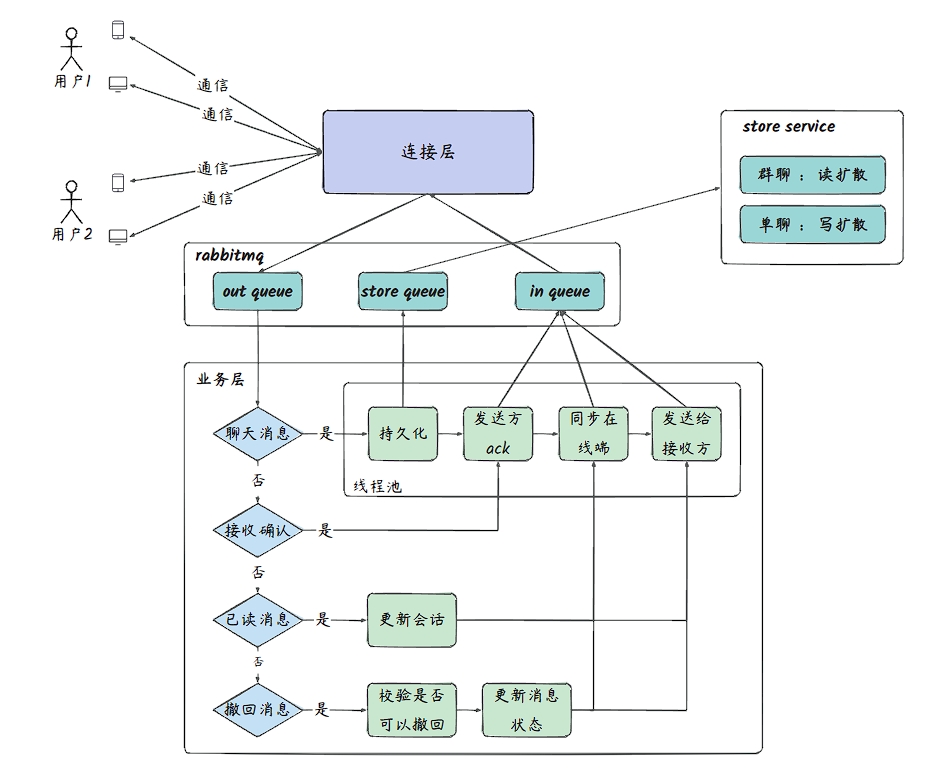 用户1
通信
通信
用户2
通信
通信
连接层
store service
群聊：读扩散
单聊：写扩散
rabbitmq
out queue
store queue
in queue
业务层
聊天消息
是
持久化
发送方
ack
同步在
线端
发送给
接收方
线程池
否
接收确认
是
否
已读消息
是
更新会话
否
撤回消息
是
校验是否
可以撤回
更新消息
状态